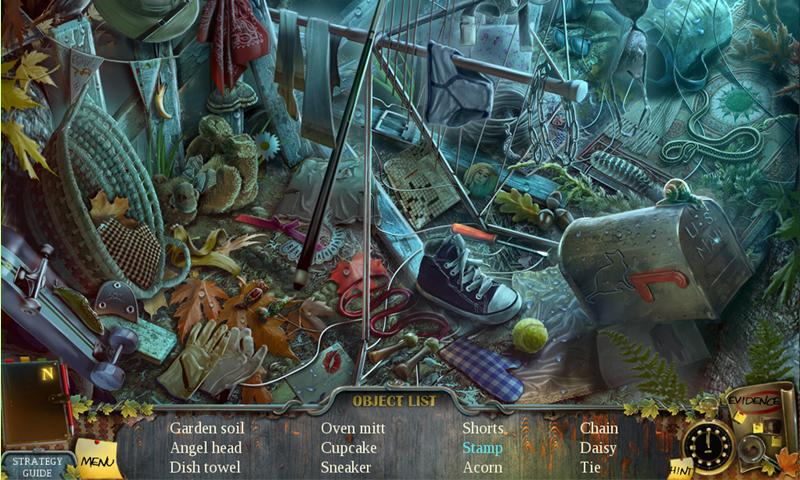 N
EVIDENCE
OBJECT LIST
Garden soil Oven mitt Shorts Chain
Angel head Cupcake Stamp Daisy
Dish towel Sneaker Acorn Tie
STRATEGY
GUIDE
MENU
HINT
U.S.
MAIL